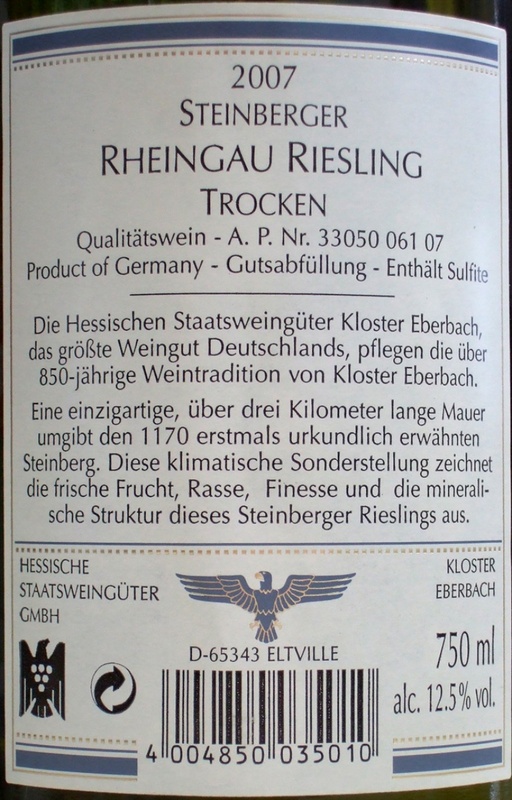 2007
STEINBERGER
RHEINGAU RIESLING
TROCKEN
Qualitätswein - A. P. Nr. 33050 061 07
Product of Germany - Gutsabfüllung - Enthält Sulfite
Die Hessischen Staatsweingüter Kloster Eberbach,
das größte Weingut Deutschlands, pflegen die über
850-jährige Weintradition von Kloster Eberbach.
Eine einzigartige, über drei Kilometer lange Mauer
umgibt den 1170 erstmals urkundlich erwähnten
Steinberg. Diese klimatische Sonderstellung zeichnet
die frische Frucht, Rasse, Finesse und die minerali-
sche Struktur dieses Steinberger Rieslings aus.
HESSISCHE
STAATSWEINGÜTER
GMBH
KLOSTER
EBERBACH
D-65343 ELTVILLE
750 ml
alc. 12.5% vol.
4 004850 035010